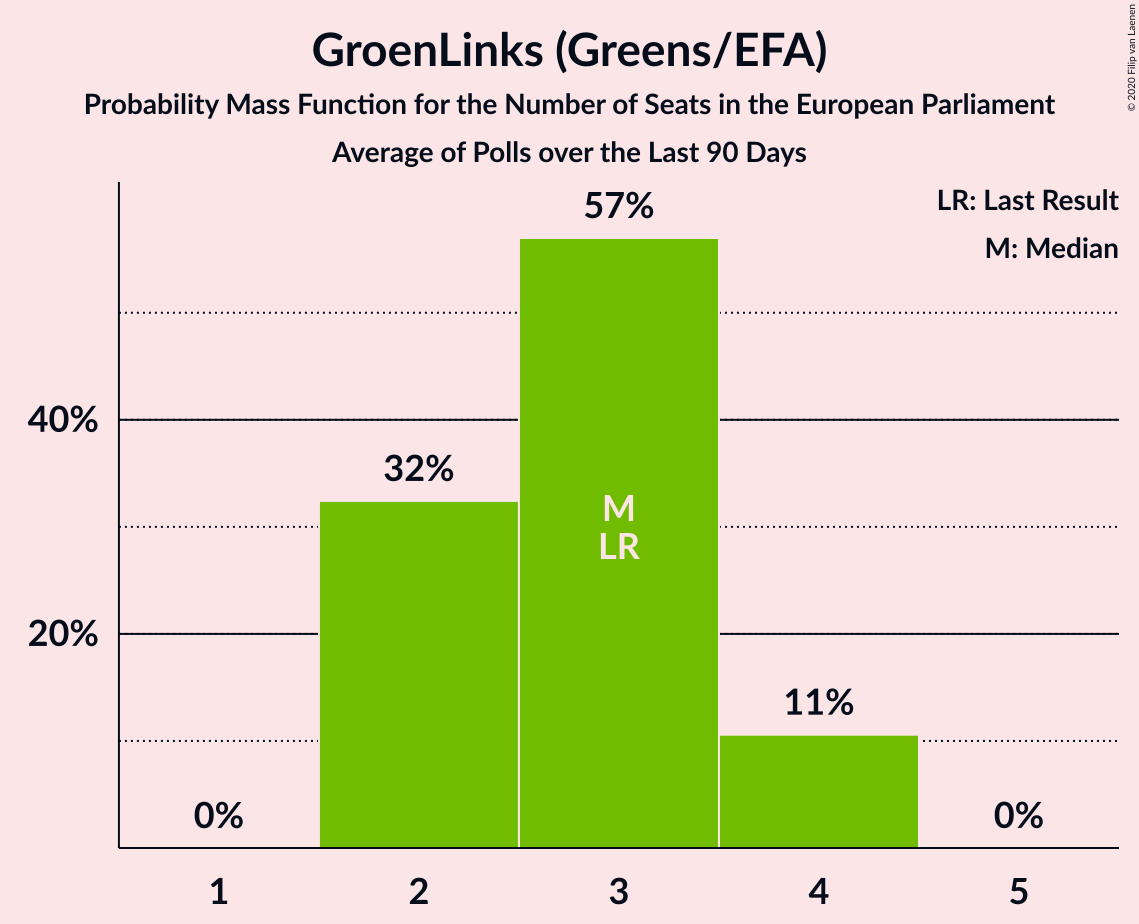 GroenLinks (Greens/EFA)
Probability Mass Function for the Number of Seats in the European Parliament
Average of Polls over the Last 90 Days
© 2020 Filip van Laenen
LR: Last Result
M: Median
57%
40%
32%
M
LR
20%
11%
0%
0%
1 2 3 4 5